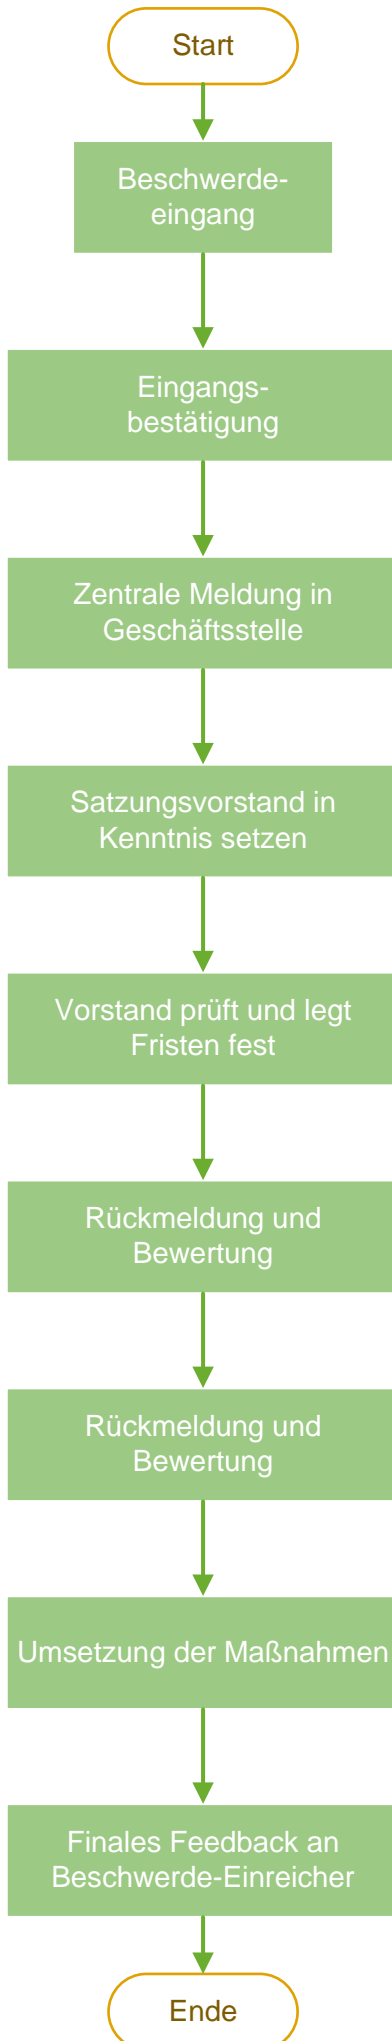 Start
Beschwerde-
eingang
Eingangs-
bestätigung
Zentrale Meldung in
Geschäftsstelle
Satzungsvorstand in
Kenntnis setzen
Vorstand prüft und legt
Fristen fest
Rückmeldung und
Bewertung
Rückmeldung und
Bewertung
Umsetzung der Maßnahmen
Finales Feedback an
Beschwerde-Einreicher
Ende